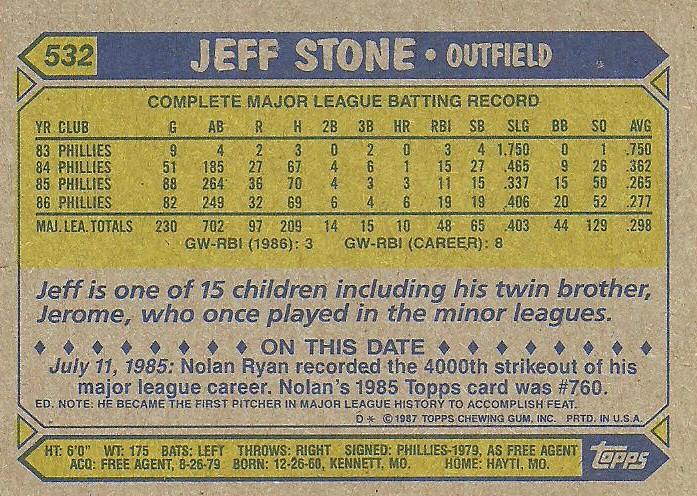 532 JEFF STONE • OUTFIELD
COMPLETE MAJOR LEAGUE BATTING RECORD
YR CLUB G AB R H 2B 3B HR RBI SB SLG BB SO AVG
83 PHILLIES 9 4 2 3 0 2 0 3 4 1.750 0 1 .750
84 PHILLIES 51 185 27 67 4 6 1 15 27 .465 9 26 .362
85 PHILLIES 88 264 36 70 4 3 3 11 15 .337 15 50 .265
86 PHILLIES 82 249 32 69 6 4 6 19 19 .406 20 52 .277
MAJ. LEA. TOTALS 230 702 97 209 14 15 10 48 65 .403 44 129 .298
GW-RBI (1986): 3 GW-RBI (CAREER): 8
Jeff is one of 15 children including his twin brother,
Jerome, who once played in the minor leagues.
♦ ♦ ♦ ♦ ♦ ♦ ♦ ♦ ON THIS DATE ♦ ♦ ♦ ♦ ♦ ♦ ♦ ♦
July 11, 1985: Nolan Ryan recorded the 4000th strikeout of his
major league career. Nolan's 1985 Topps card was #760.
ED. NOTE: HE BECAME THE FIRST PITCHER IN MAJOR LEAGUE HISTORY TO ACCOMPLISH FEAT.
D* ©1987 TOPPS CHEWING GUM, INC. PRTD. IN U.S.A.
HT: 6'0" WT: 175 BATS: LEFT THROWS: RIGHT SIGNED: PHILLIES-1979, AS FREE AGENT
ACQ: FREE AGENT, 8-26-79 BORN: 12-26-60, KENNETT, MO. HOME: HAYTI, MO.
topps